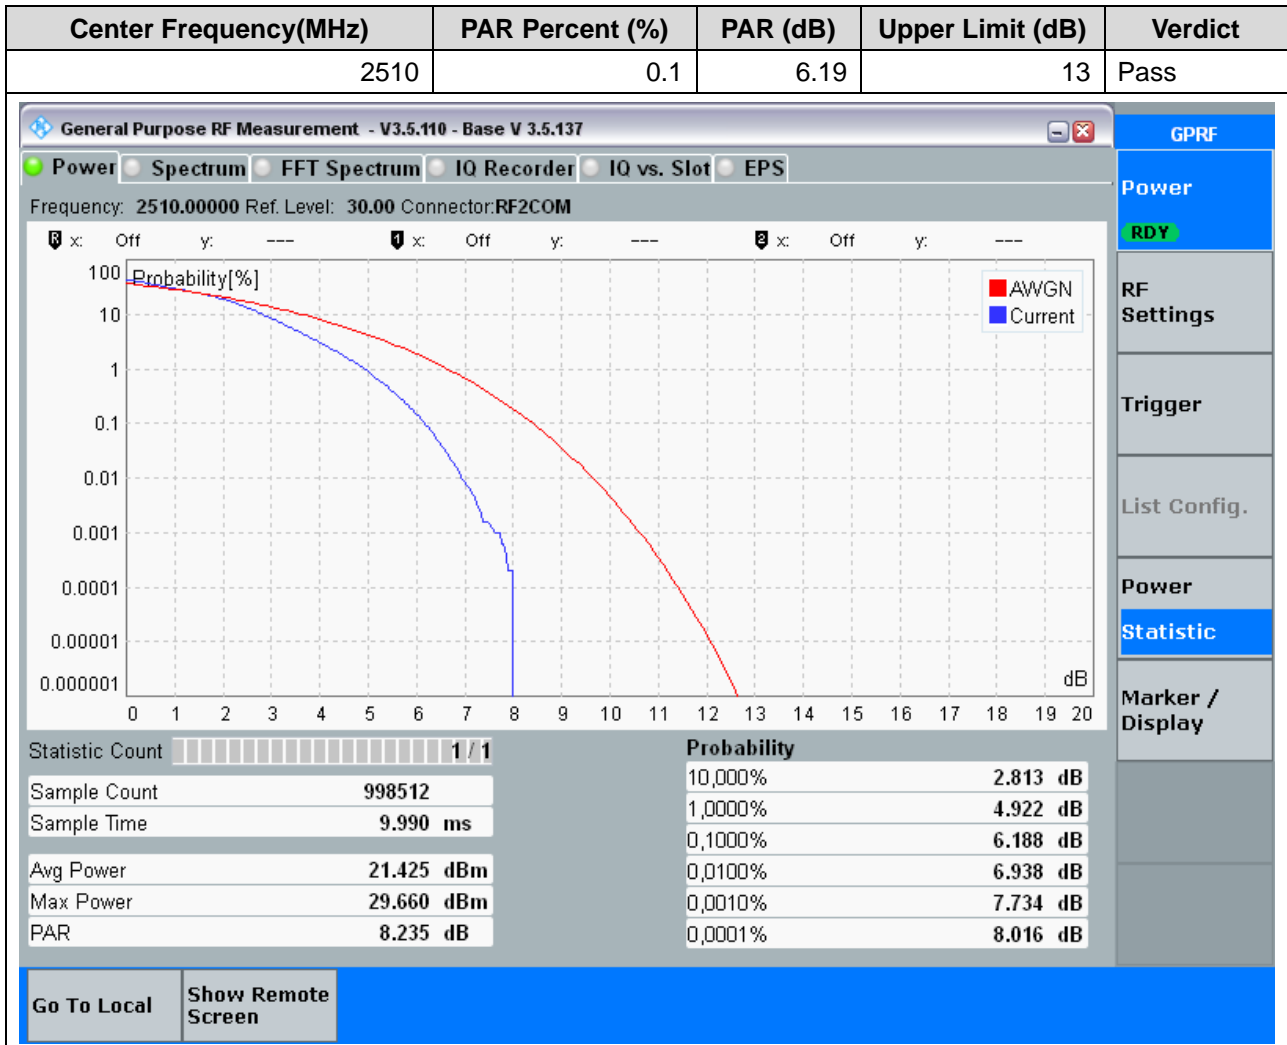 Center Frequency(MHz) PAR Percent (%) PAR (dB) Upper Limit (dB) Verdict
2510 0.1 6.19 13 Pass
General Purpose RF Measurement - V3.5.110 - Base V 3.5.137
GPRF
Power Spectrum FFT Spectrum IQ Recorder IQ vs. Slot EPS
Power
RDY
Frequency: 2510.00000 Ref. Level: 30.00 Connector:RF2COM
R x: Off y: --- 1 x: Off y: --- 2 x: Off y: ---
Probability[%]
AWGN
Current
100
10
1
0.1
0.01
0.001
0.0001
0.00001
0.000001
dB
0 1 2 3 4 5 6 7 8 9 10 11 12 13 14 15 16 17 18 19 20
RF
Settings
Trigger
List Config.
Power
Statistic
Marker /
Display
Statistic Count 1 / 1
Sample Count 998512
Sample Time 9.990 ms
Avg Power 21.425 dBm
Max Power 29.660 dBm
PAR 8.235 dB
Probability
10,000% 2.813 dB
1,0000% 4.922 dB
0,1000% 6.188 dB
0,0100% 6.938 dB
0,0010% 7.734 dB
0,0001% 8.016 dB
Go To Local
Show Remote
Screen